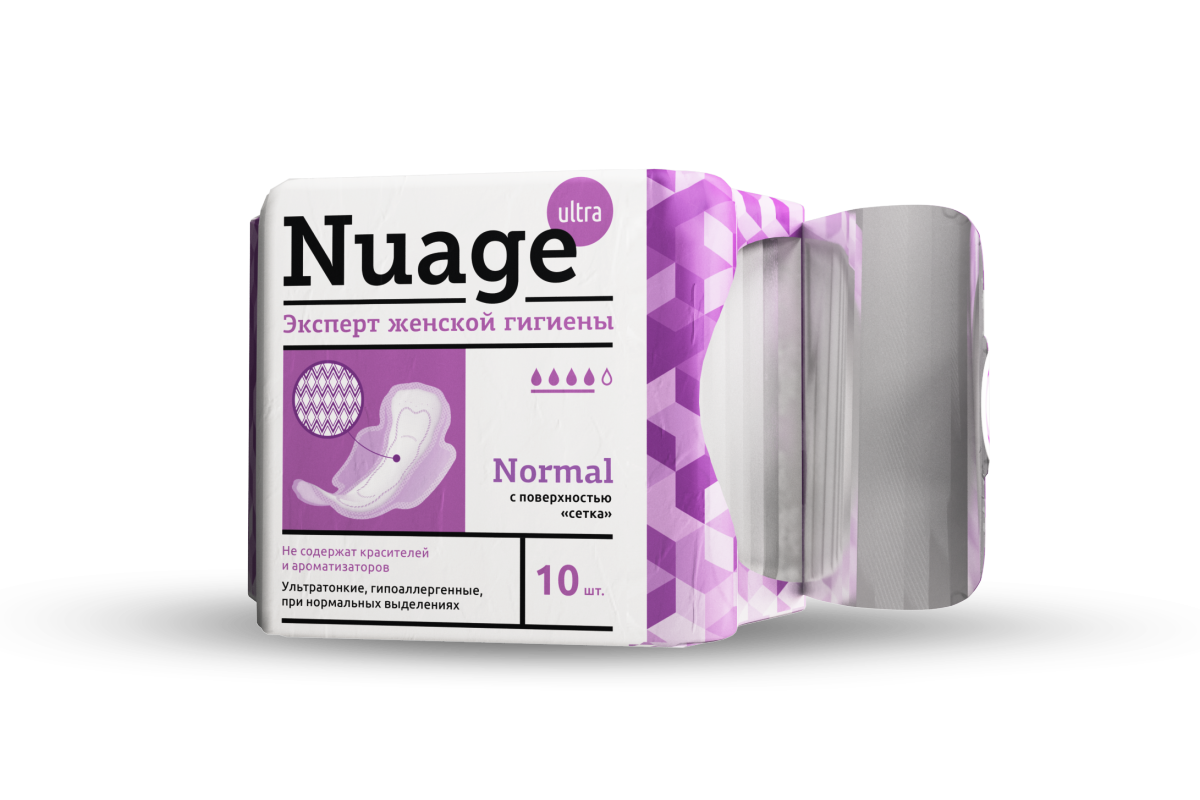 ultra
Nuage
Эксперт женской гигиены
Normal
с поверхностью
«сетка»
Не содержат красителей
и ароматизаторов
Ультратонкие, гипоаллергенные,
при нормальных выделениях
10 шт.